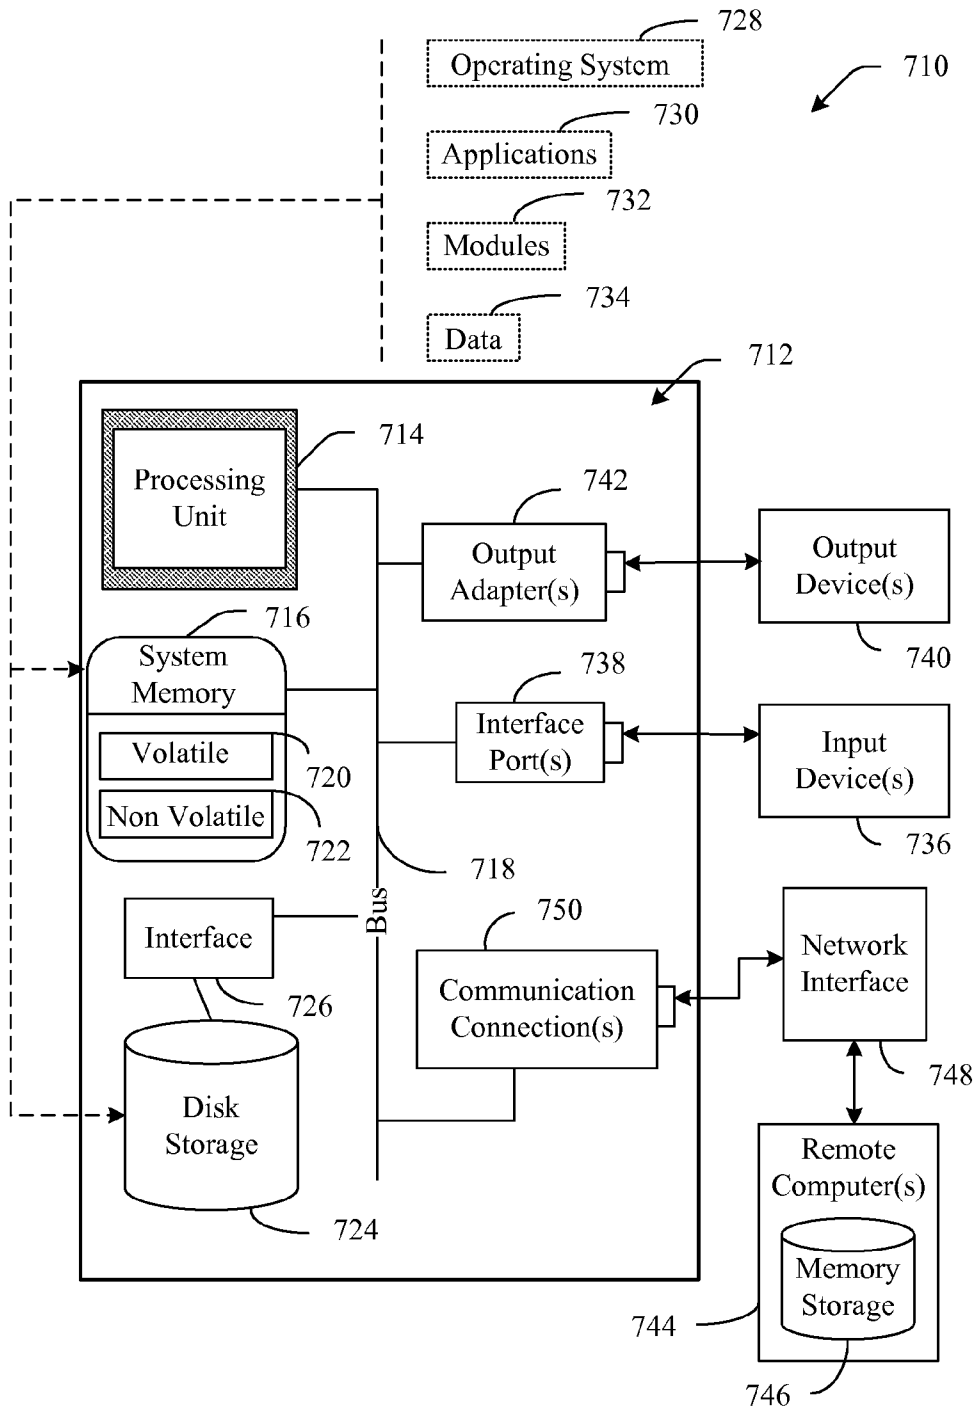 728
Operating System
710
730
Applications
732
Modules
734
Data
712
714
Processing
Unit
742
Output
Adapter(s)
Output
Device(s)
740
716
System
Memory
738
Interface
Port(s)
Input
Device(s)
736
Volatile
720
Non Volatile
722
718
Bus
750
Interface
726
Communication
Connection(s)
Network
Interface
748
Disk
Storage
724
Remote
Computer(s)
Memory
Storage
744
746